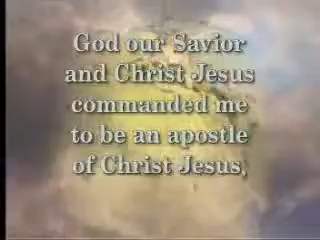 God our Savior
and Christ Jesus
commanded me
to be an apostle
of Christ Jesus,